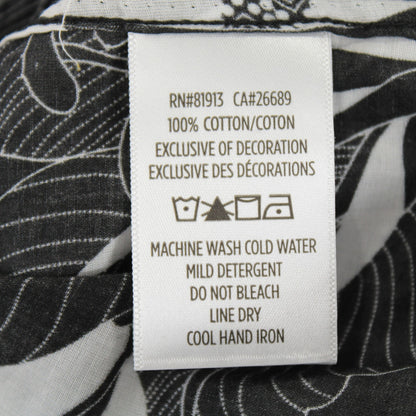 RN#81913 CA#26689
100% COTTON/COTON
EXCLUSIVE OF DECORATION
EXCLUSIVE DES DÉCORATIONS
MACHINE WASH COLD WATER
MILD DETERGENT
DO NOT BLEACH
LINE DRY
COOL HAND IRON